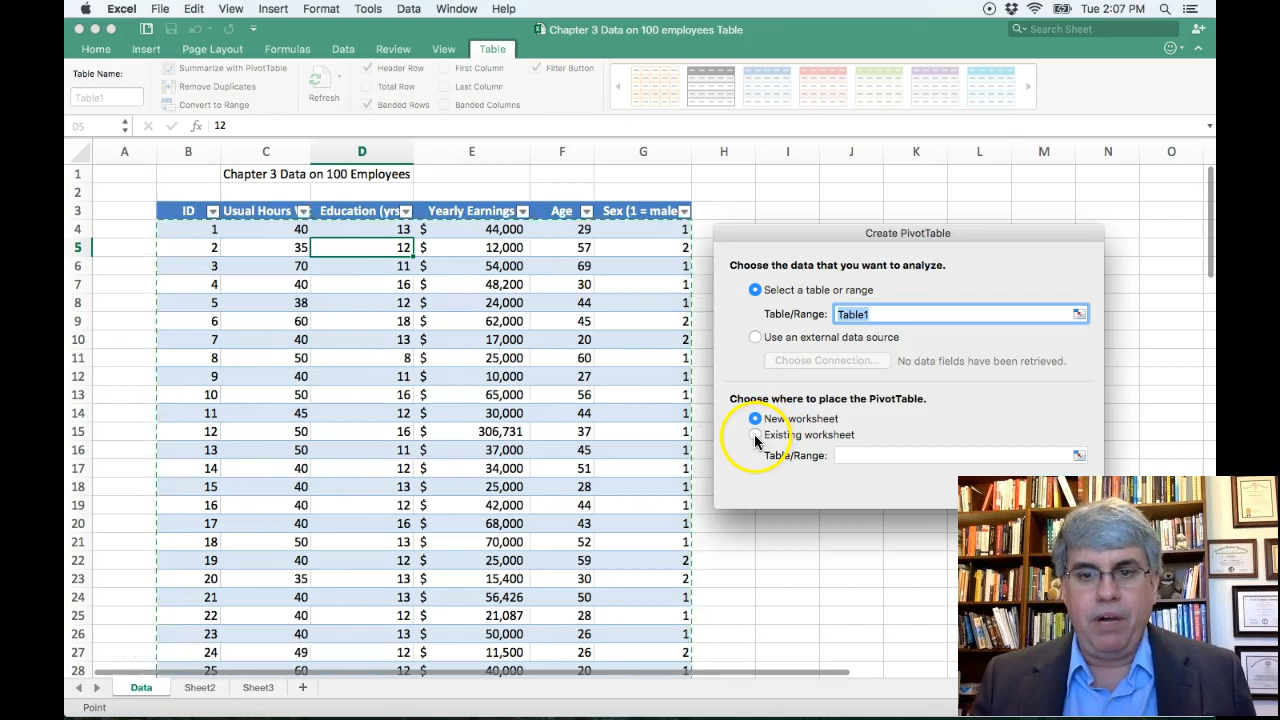 Excel File Edit View Insert Format Tools Data Window Help Tue 2:07 PM
Chapter 3 Data on 100 employees Table
Search Sheet
Home Insert Page Layout Formulas Data Review View Table
Table Name:
Table1
Summarize with PivotTable
Remove Duplicates
Convert to Range
Refresh
Header Row First Column Filter Button
Total Row Last Column
Banded Rows Banded Columns
D5 fx 12
A B C D E F G H I J K L M N O
1 Chapter 3 Data on 100 Employees
2
3 ID Usual Hours Education (yrs Yearly Earnings Age Sex (1 = male
4 1 40 13 $ 44,000 29 1
5 2 35 12 $ 12,000 57 2
6 3 70 11 $ 54,000 69 1
7 4 40 16 $ 48,200 30 1
8 5 38 12 $ 24,000 44 1
9 6 60 18 $ 62,000 45 2
10 7 40 13 $ 17,000 20 2
11 8 50 8 $ 25,000 60 1
12 9 40 11 $ 10,000 27 1
13 10 50 16 $ 65,000 56 1
14 11 45 12 $ 30,000 44 1
15 12 50 16 $ 306,731 37 1
16 13 50 11 $ 37,000 45 1
17 14 40 12 $ 34,000 51 1
18 15 40 13 $ 25,000 28 1
19 16 40 12 $ 42,000 44 1
20 17 40 16 $ 68,000 43 1
21 18 50 13 $ 70,000 52 1
22 19 40 12 $ 25,000 59 2
23 20 35 13 $ 15,400 30 2
24 21 40 13 $ 56,426 50 1
25 22 40 12 $ 21,087 28 1
26 23 40 13 $ 50,000 26 1
27 24 49 12 $ 11,500 26 2
28 25 60 12 $ 40,000 20 1
Create PivotTable
Choose the data that you want to analyze.
Select a table or range
Table/Range: Table1
Use an external data source
Choose Connection... No data fields have been retrieved.
Choose where to place the PivotTable.
New worksheet
Existing worksheet
Table/Range:
Data Sheet2 Sheet3 +
Point